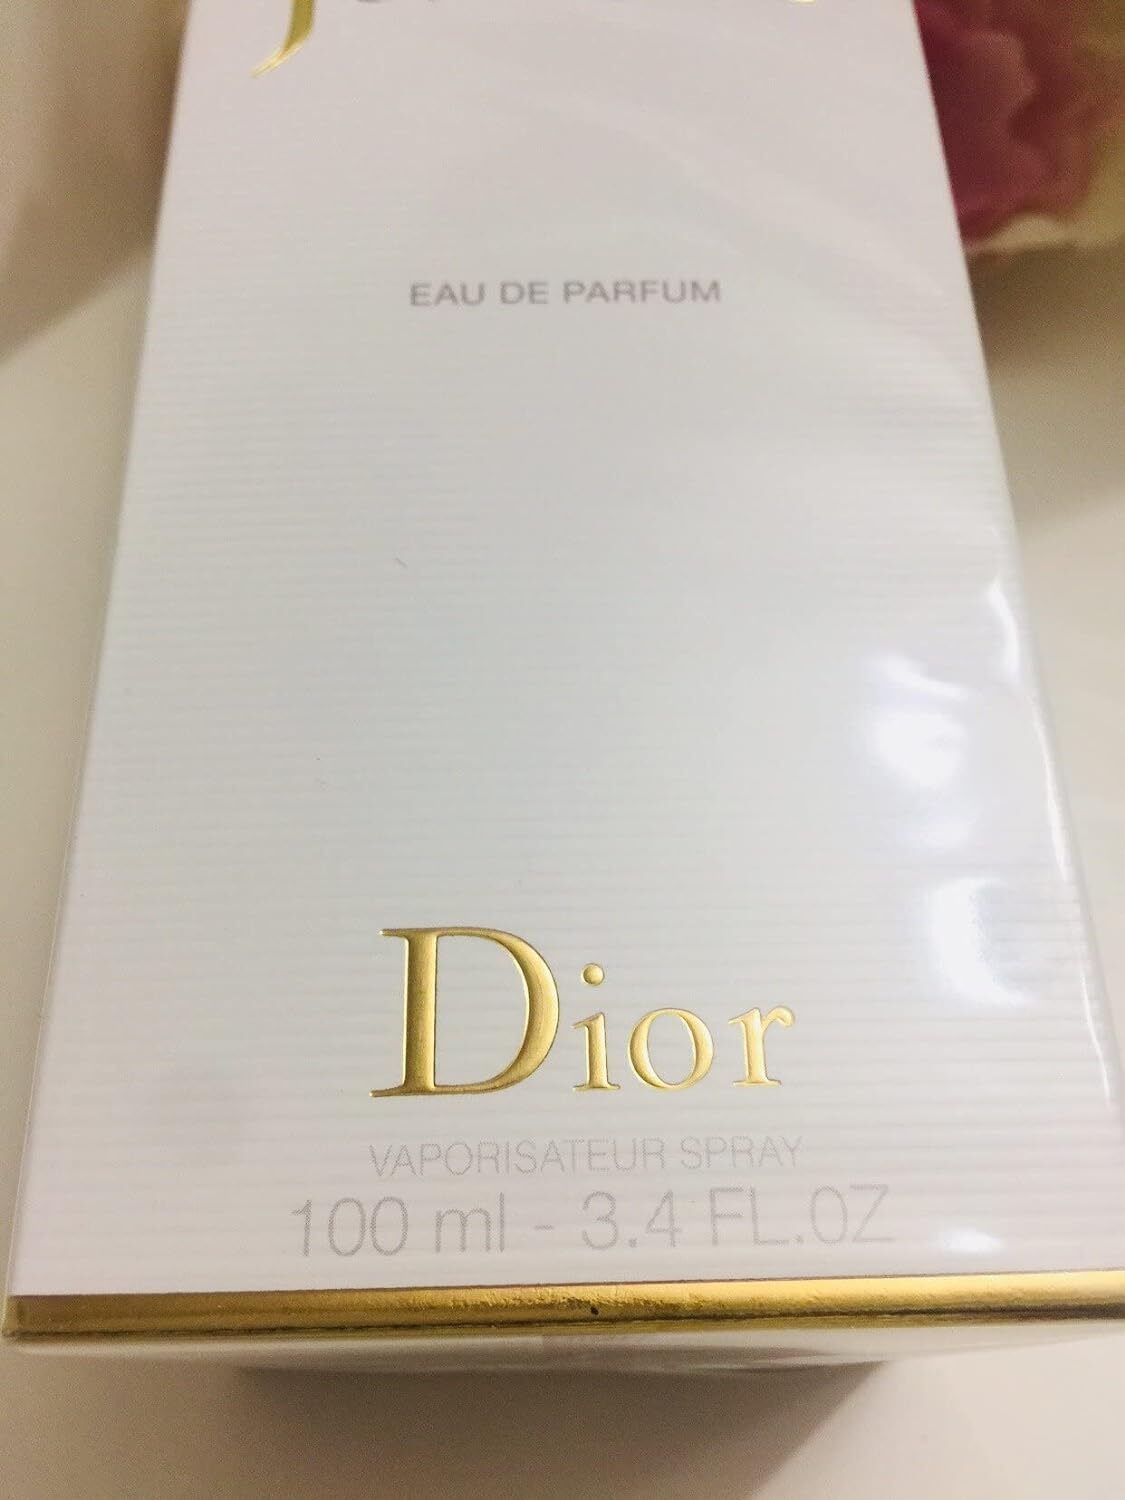 EAU DE PARFUM
Dior
VAPORISATEUR SPRAY
100 ml - 3.4 FL.OZ